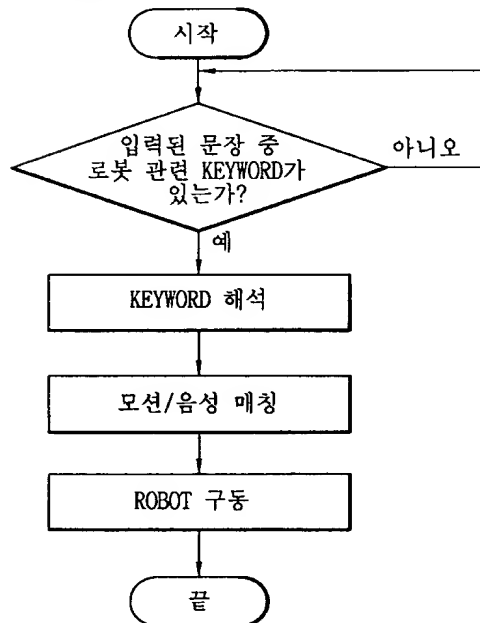 시작
입력된 문장 중
로봇 관련 KEYWORD가
있는가?
아니오
예
KEYWORD 해석
모션/음성 매칭
ROBOT 구동
끝